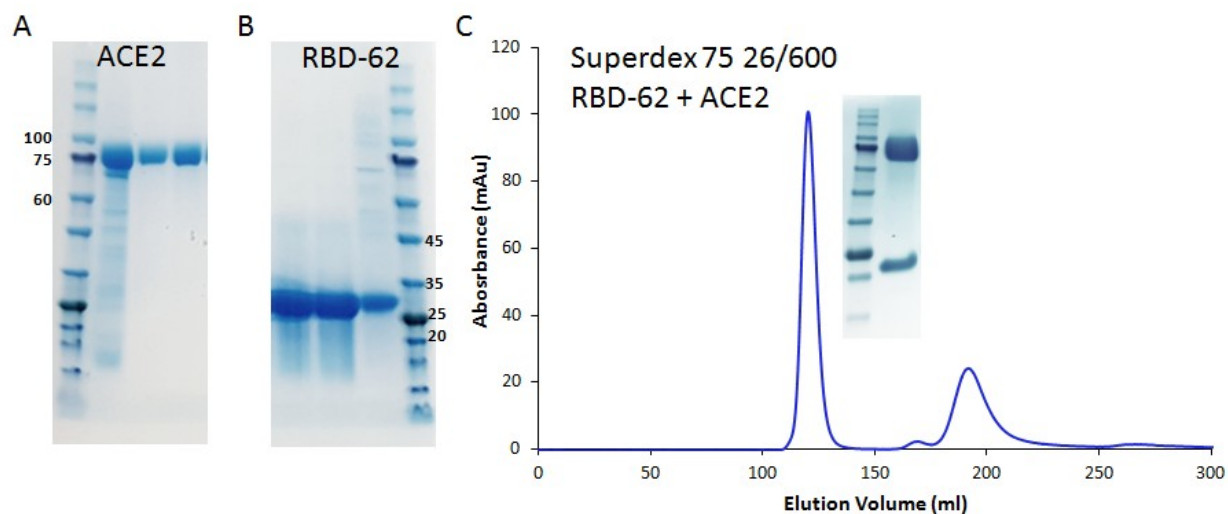 A
ACE2
100
75
60
B
RBD-62
45
35
25
20
C
Superdex 75 26/600
RBD-62 + ACE2
Abosrbance (mAu)
120
100
80
60
40
20
0
0 50 100 150 200 250 300
Elution Volume (ml)